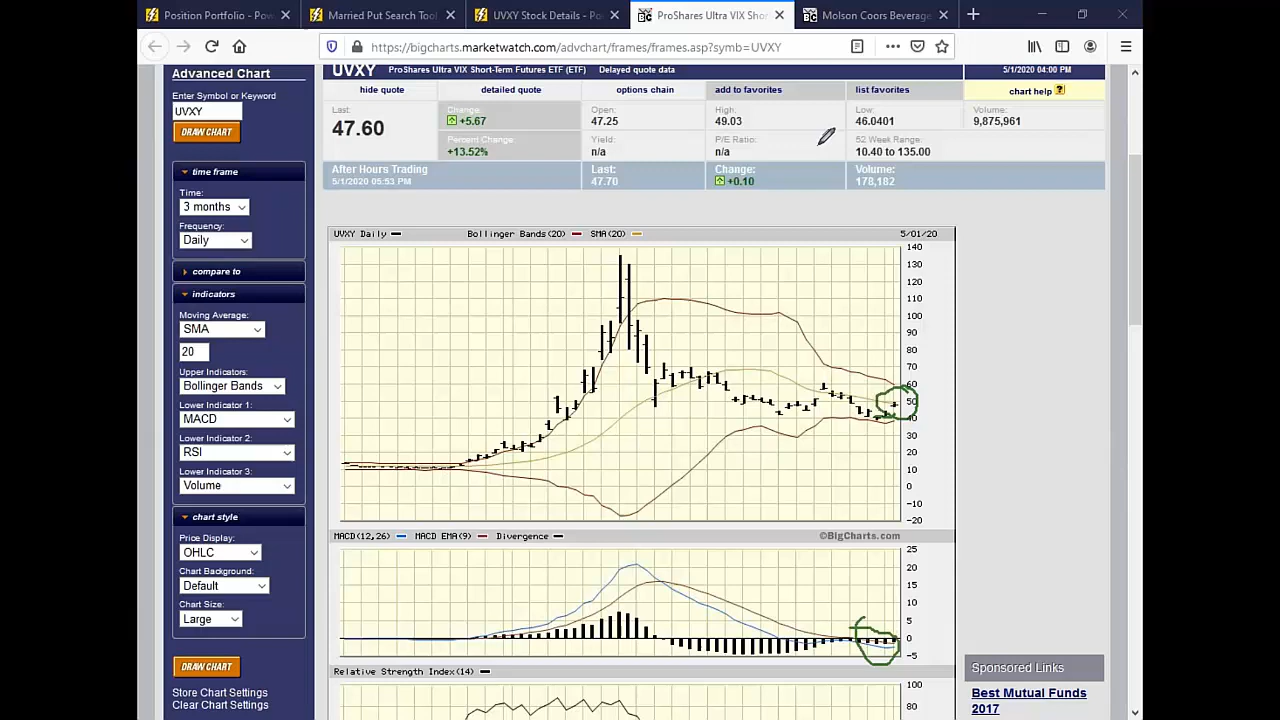 Position Portfolio - Pow
Married Put Search Tool
UVXY Stock Details - Po
ProShares Ultra VIX Shor
Molson Coors Beverage
https://bigcharts.marketwatch.com/advchart/frames/frames.asp?symb=UVXY
Advanced Chart
Enter Symbol or Keyword
UVXY
DRAW CHART
time frame
Time:
3 months
Frequency:
Daily
compare to
indicators
Moving Average:
SMA
20
Upper Indicators:
Bollinger Bands
Lower Indicator 1:
MACD
Lower Indicator 2:
RSI
Lower Indicator 3:
Volume
chart style
Price Display:
OHLC
Chart Background:
Default
Chart Size:
Large
DRAW CHART
Store Chart Settings
Clear Chart Settings
UVXY ProShares Ultra VIX Short-Term Futures ETF (ETF) Delayed quote data 5/1/2020 04:00 PM
hide quote detailed quote options chain add to favorites list favorites chart help ?
Last: Change: Open: High: Low: Volume:
47.60 +5.67 47.25 49.03 46.0401 9,875,961
Percent Change: Yield: P/E Ratio: 52 Week Range:
+13.52% n/a n/a 10.40 to 135.00
After Hours Trading Last: Change: Volume:
5/1/2020 05:53 PM 47.70 +0.10 178,182
UVXY Daily Bollinger Bands(20) SMA(20) 5/01/20
140
130
120
110
100
90
80
70
60
50
40
30
20
10
0
-10
-20
MACD(12,26) MACD EMA(9) Divergence ©BigCharts.com
25
20
15
10
5
0
-5
Relative Strength Index(14)
100
80
Sponsored Links
Best Mutual Funds
2017